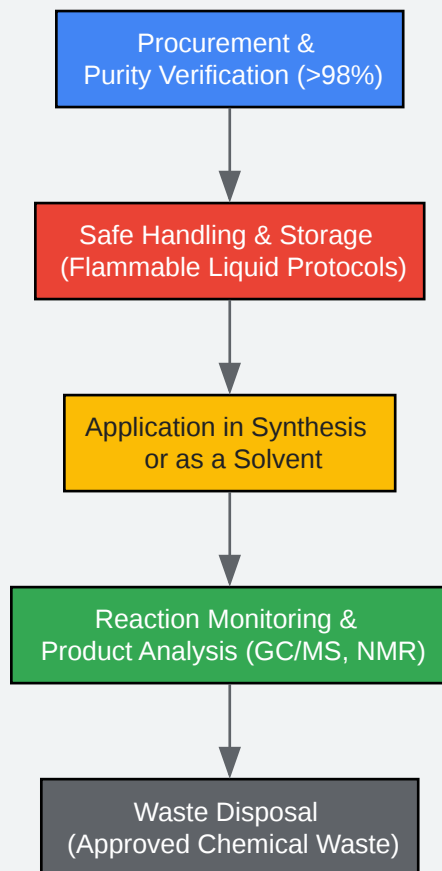 Procurement &
Purity Verification (>98%)
Safe Handling & Storage
(Flammable Liquid Protocols)
Application in Synthesis
or as a Solvent
Reaction Monitoring &
Product Analysis (GC/MS, NMR)
Waste Disposal
(Approved Chemical Waste)